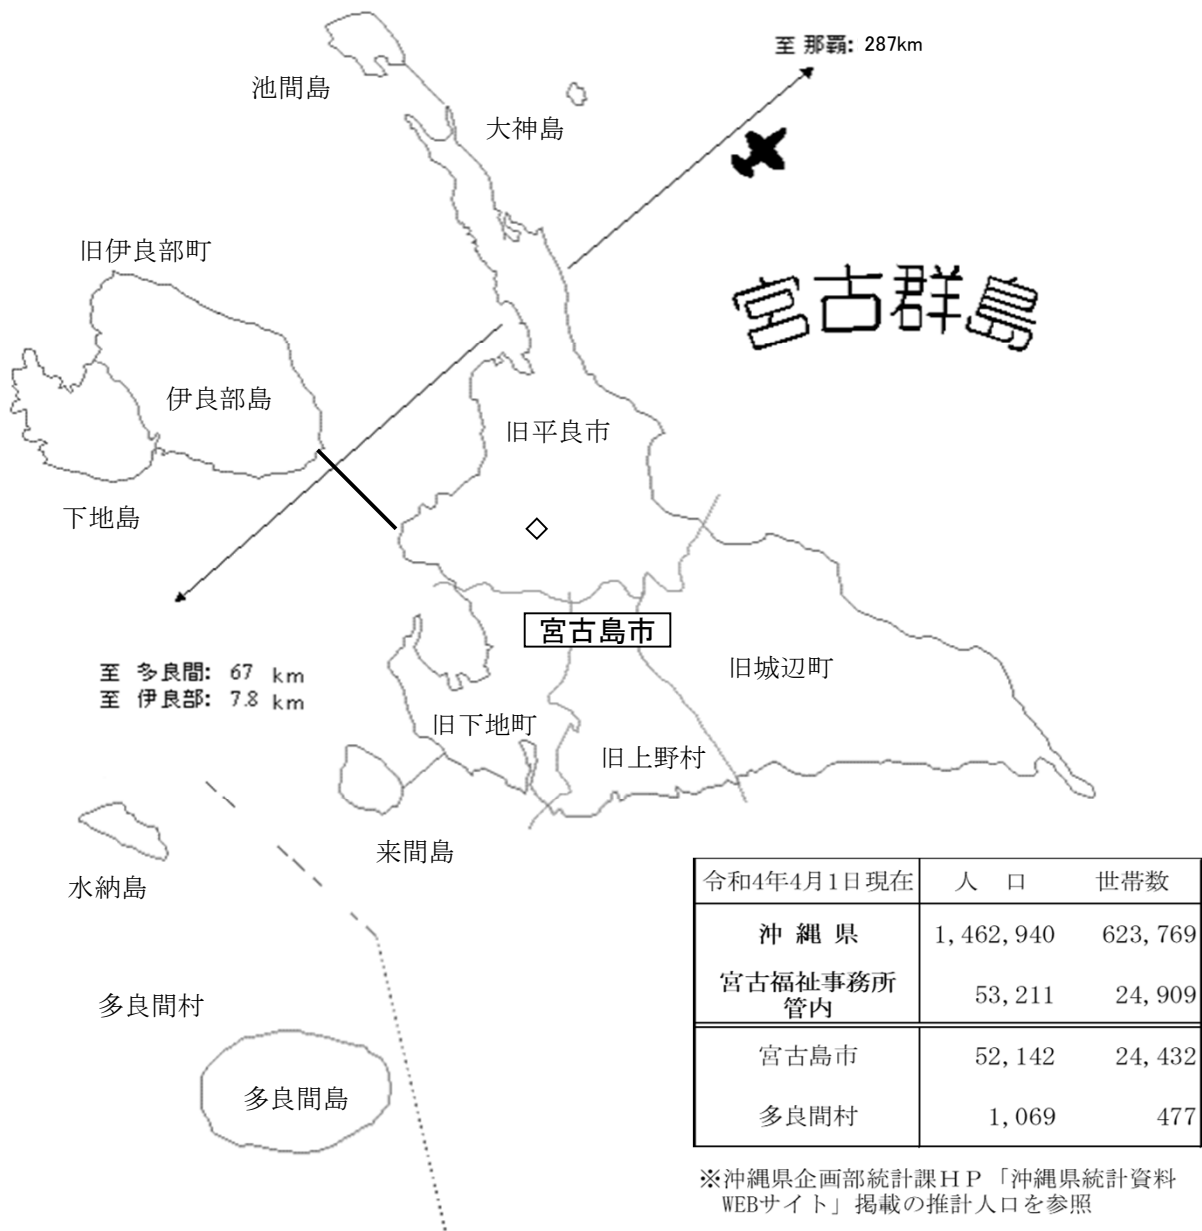 至 那覇: 287km
池間島
大神島
旧伊良部町
宮古群島
伊良部島
旧平良市
下地島
宮古島市
至 多良間: 67 km
至 伊良部: 7.8 km
旧城辺町
旧下地町
旧上野村
来間島
水納島
多良間村
多良間島
令和4年4月1日現在 人 口 世帯数
沖 縄 県 1,462,940 623,769
宮古福祉事務所
管内 53,211 24,909
宮古島市 52,142 24,432
多良間村 1,069 477
※沖縄県企画部統計課HP「沖縄県統計資料
WEBサイト」掲載の推計人口を参照